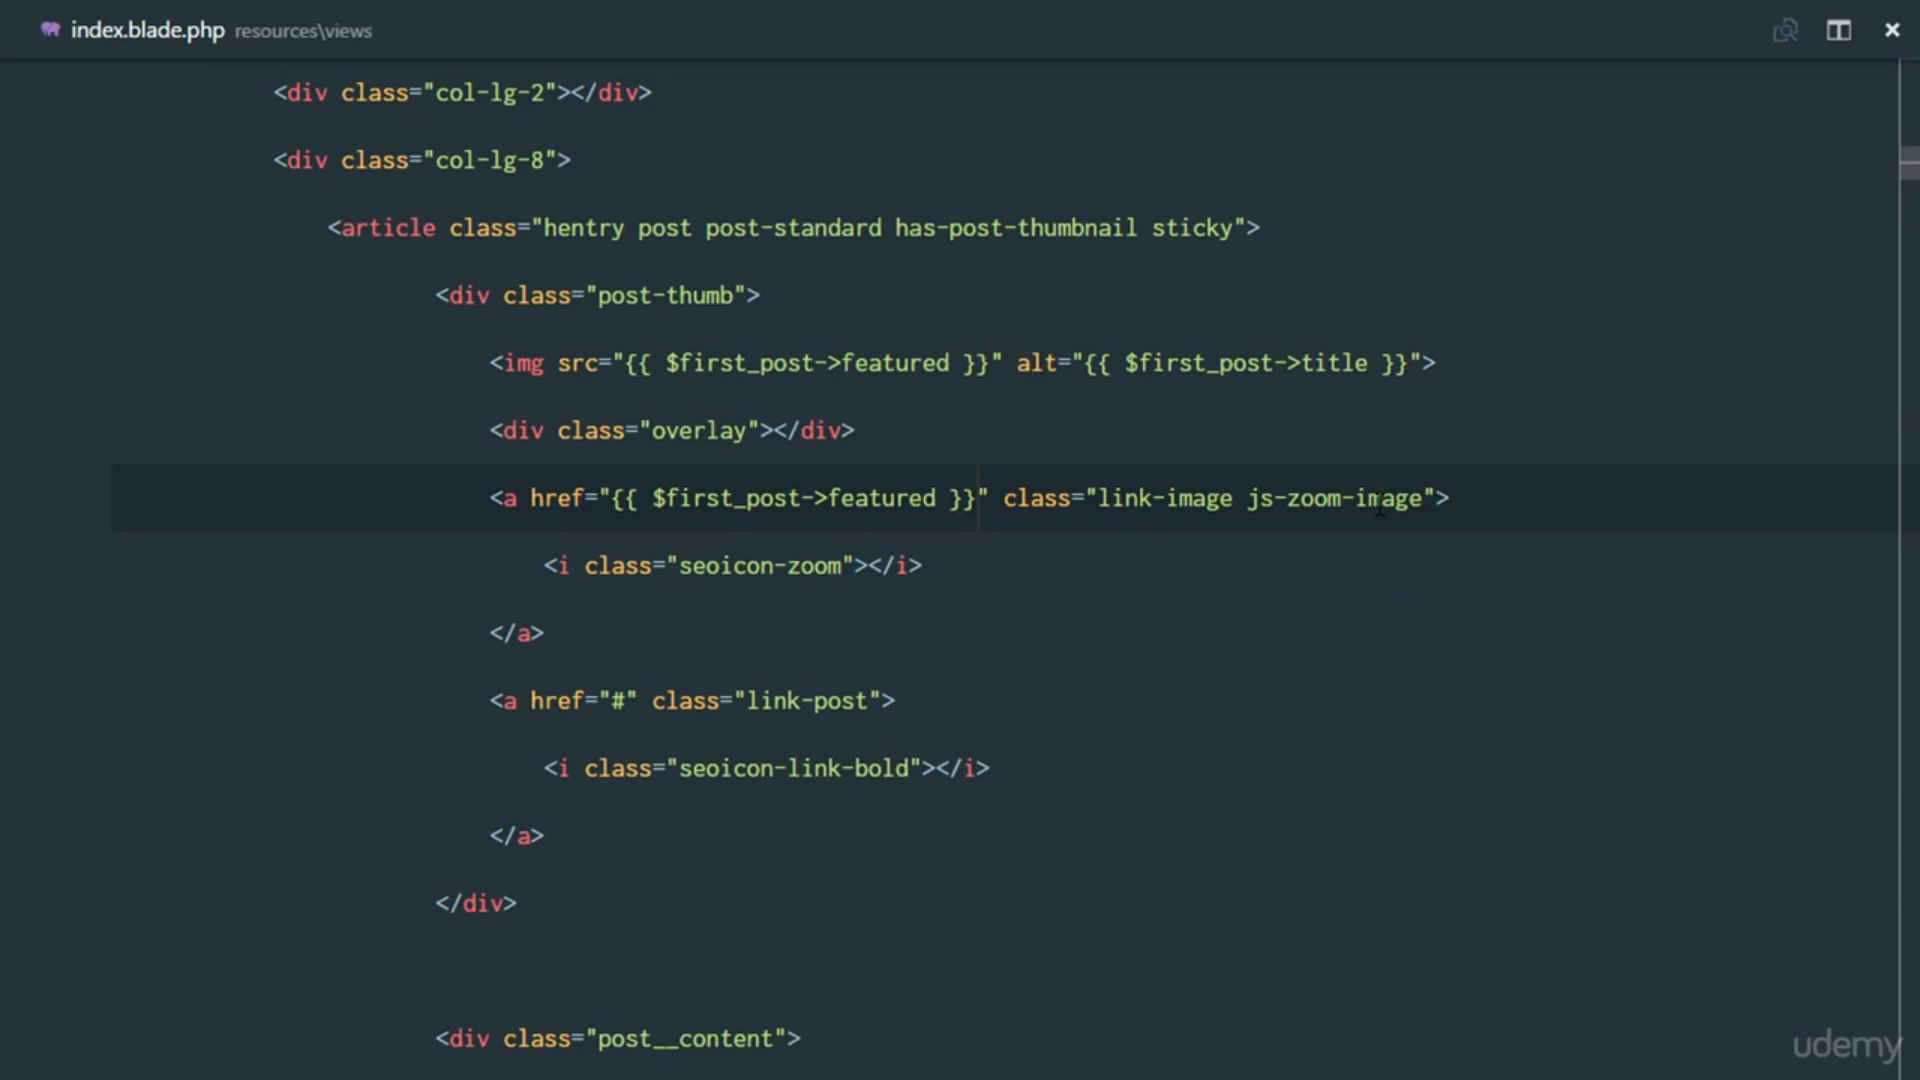 index.blade.php resources\views
<div class="col-lg-2"></div>
<div class="col-lg-8">
<article class="hentry post post-standard has-post-thumbnail sticky">
<div class="post-thumb">
<img src="{{ $first_post->featured }}" alt="{{ $first_post->title }}">
<div class="overlay"></div>
<a href="{{ $first_post->featured }}" class="link-image js-zoom-image">
<i class="seoicon-zoom"></i>
</a>
<a href="#" class="link-post">
<i class="seoicon-link-bold"></i>
</a>
</div>
<div class="post__content">
udemy